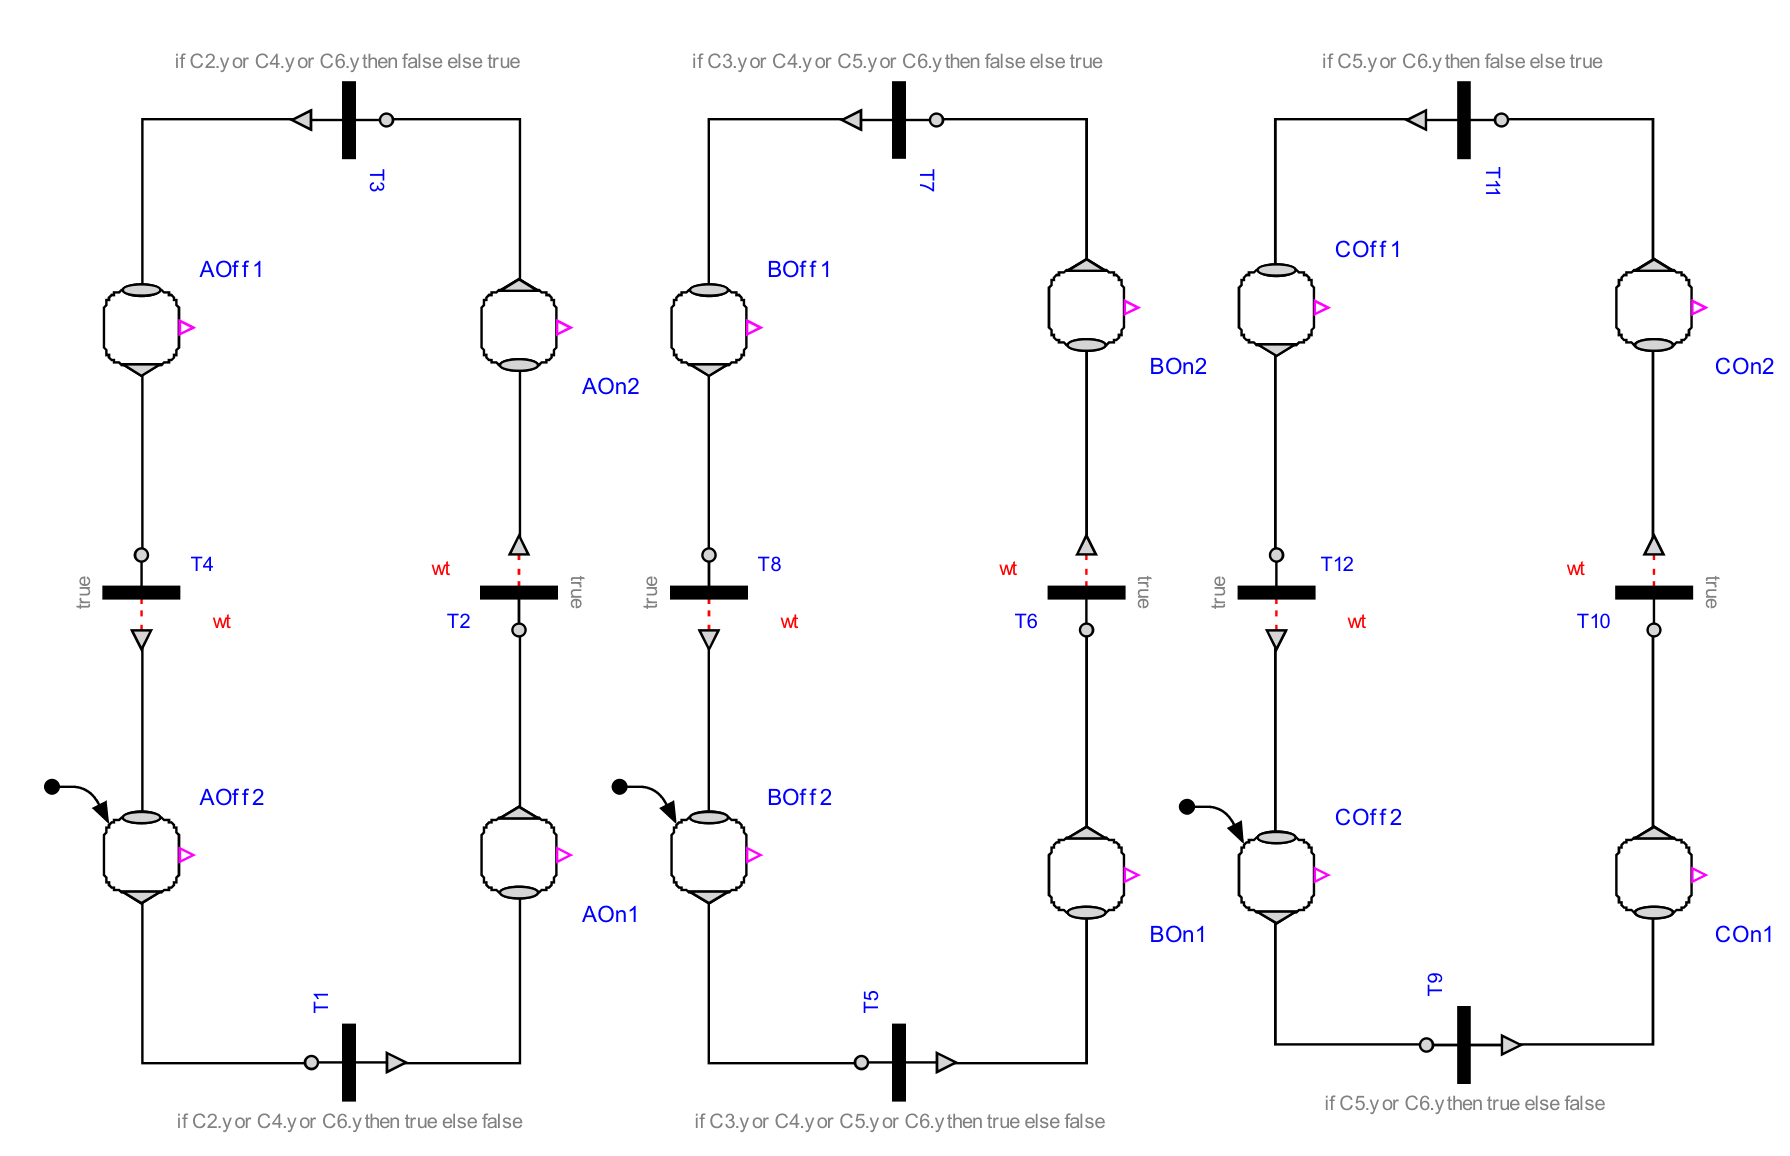 if C2.y or C4.y or C6.y then false else true
if C3.y or C4.y or C5.y or C6.y then false else true
if C5.y or C6.y then false else true
T3
T7
T11
AOff1
BOff1
COff1
AOn2
BOn2
COn2
T4
true
wt
wt
T2
true
T8
true
wt
wt
T6
true
T12
true
wt
wt
T10
true
AOff2
BOff2
COff2
AOn1
BOn1
COn1
T1
T5
T9
if C2.y or C4.y or C6.y then true else false
if C3.y or C4.y or C5.y or C6.y then true else false
if C5.y or C6.y then true else false